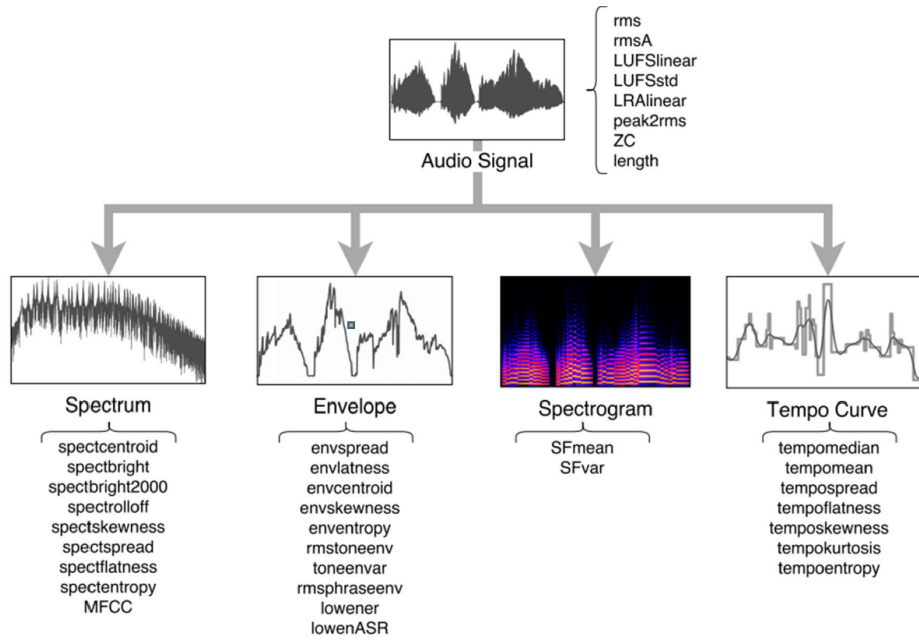 rms
rmsA
LUFSlinear
LUFSstd
LRAlinear
peak2rms
ZC
length
Audio Signal
Spectrum
spectcentroid
spectbright
spectbright2000
spectrolloff
spectskewness
spectspread
spectflatness
spectentropy
MFCC
Envelope
envspread
envlatness
envcentroid
envskewness
enventropy
rmstoneenv
toneenvar
rmsphraseenv
lowener
lowenASR
Spectrogram
SFmean
SFvar
Tempo Curve
tempomedian
tempomean
tempospread
tempoflatness
temposkewness
tempokurtosis
tempoentropy